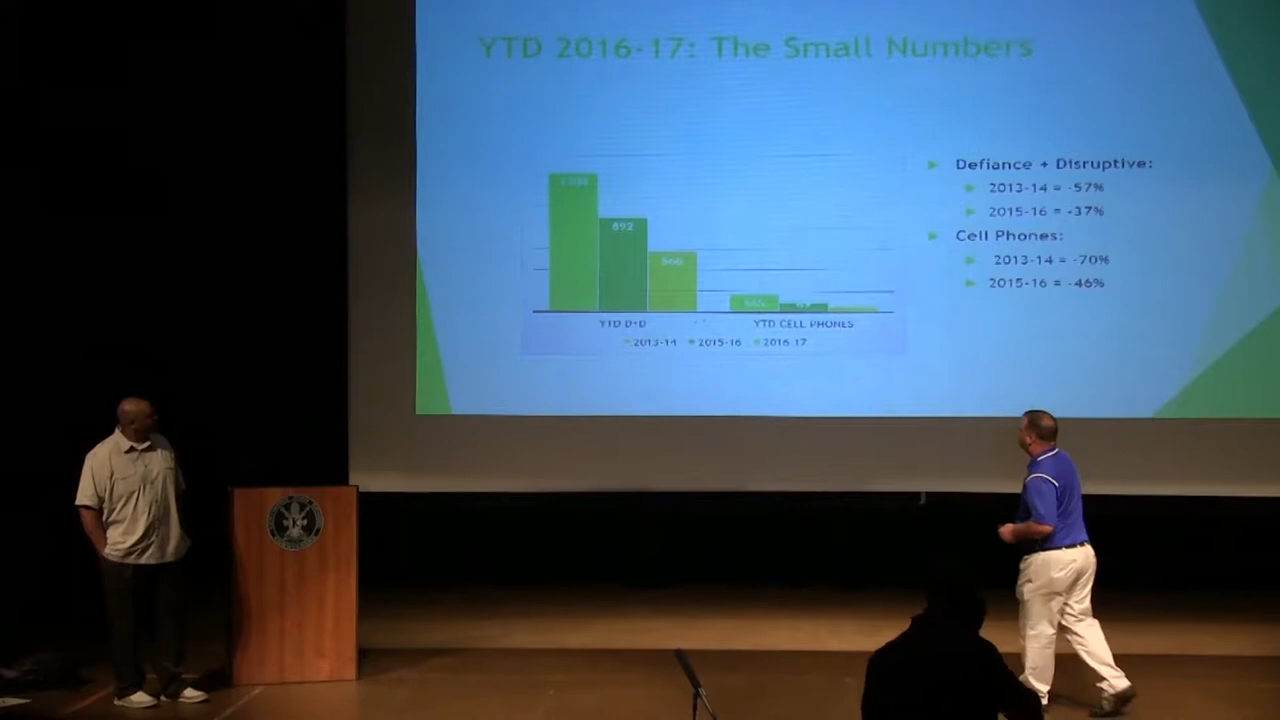 YTD 2016-17: The Small Numbers
Defiance + Disruptive:
2013-14 = -57%
2015-16 = -37%
Cell Phones:
2013-14 = -70%
2015-16 = -46%
892
566
YTD D+D
YTD CELL PHONES
2013-14
2015-16
2016-17